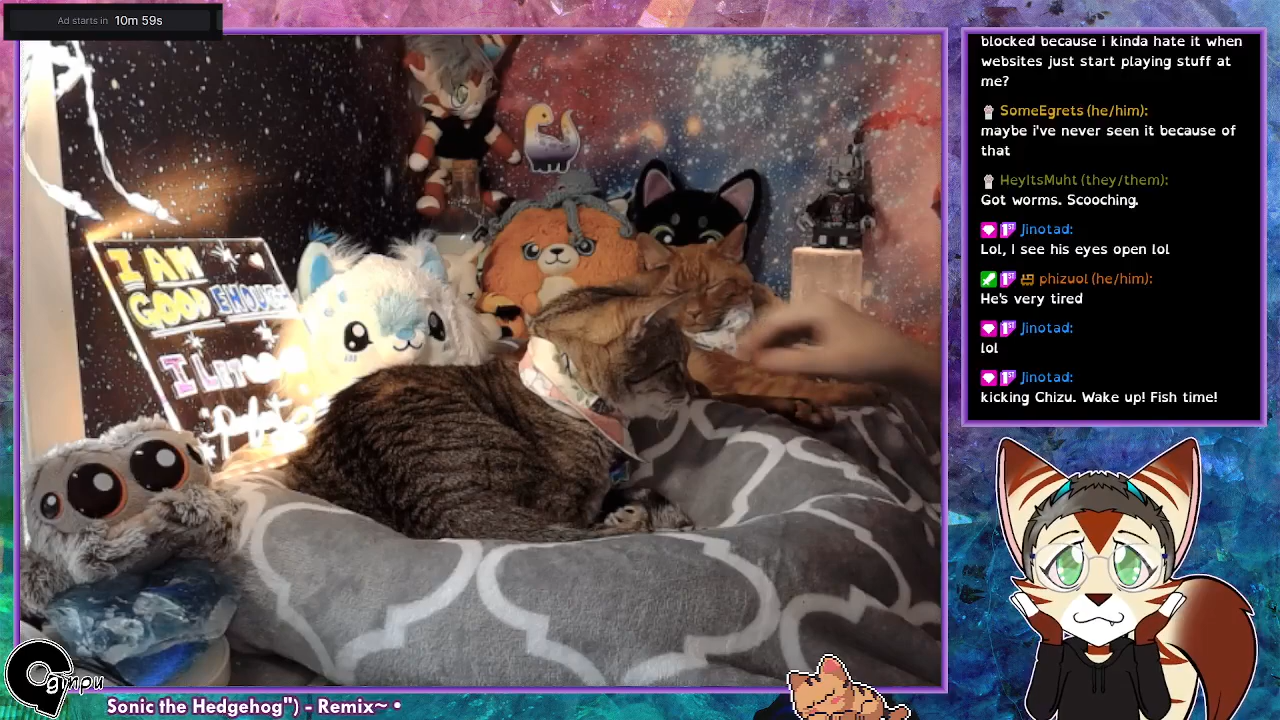 Ad starts in 10m 59s
blocked because i kinda hate it when
websites just start playing stuff at
me?
SomeEgrets (he/him):
maybe i've never seen it because of
that
HeyItsMuht (they/them):
Got worms. Scooching.
Jinotad:
Lol, I see his eyes open lol
phizuol (he/him):
He's very tired
Jinotad:
lol
Jinotad:
kicking Chizu. Wake up! Fish time!
I AM
GOOD ENOUGH
ginpu
Sonic the Hedgehog") - Remix~ •